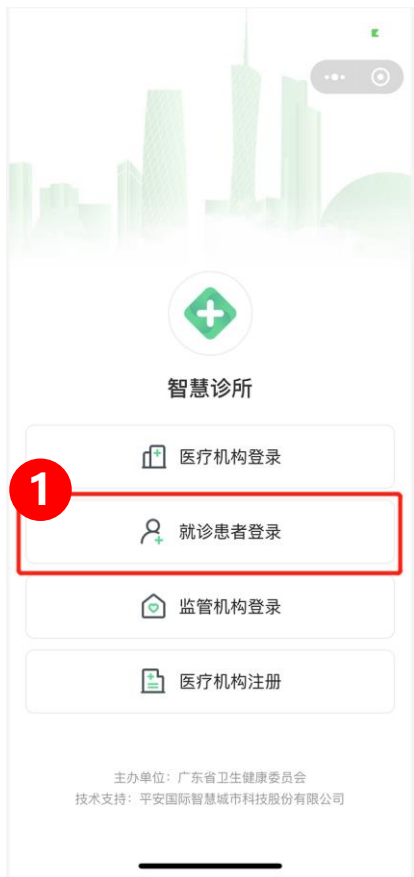 智慧诊所
医疗机构登录
1
就诊患者登录
监管机构登录
医疗机构注册
主办单位：广东省卫生健康委员会
技术支持：平安国际智慧城市科技股份有限公司